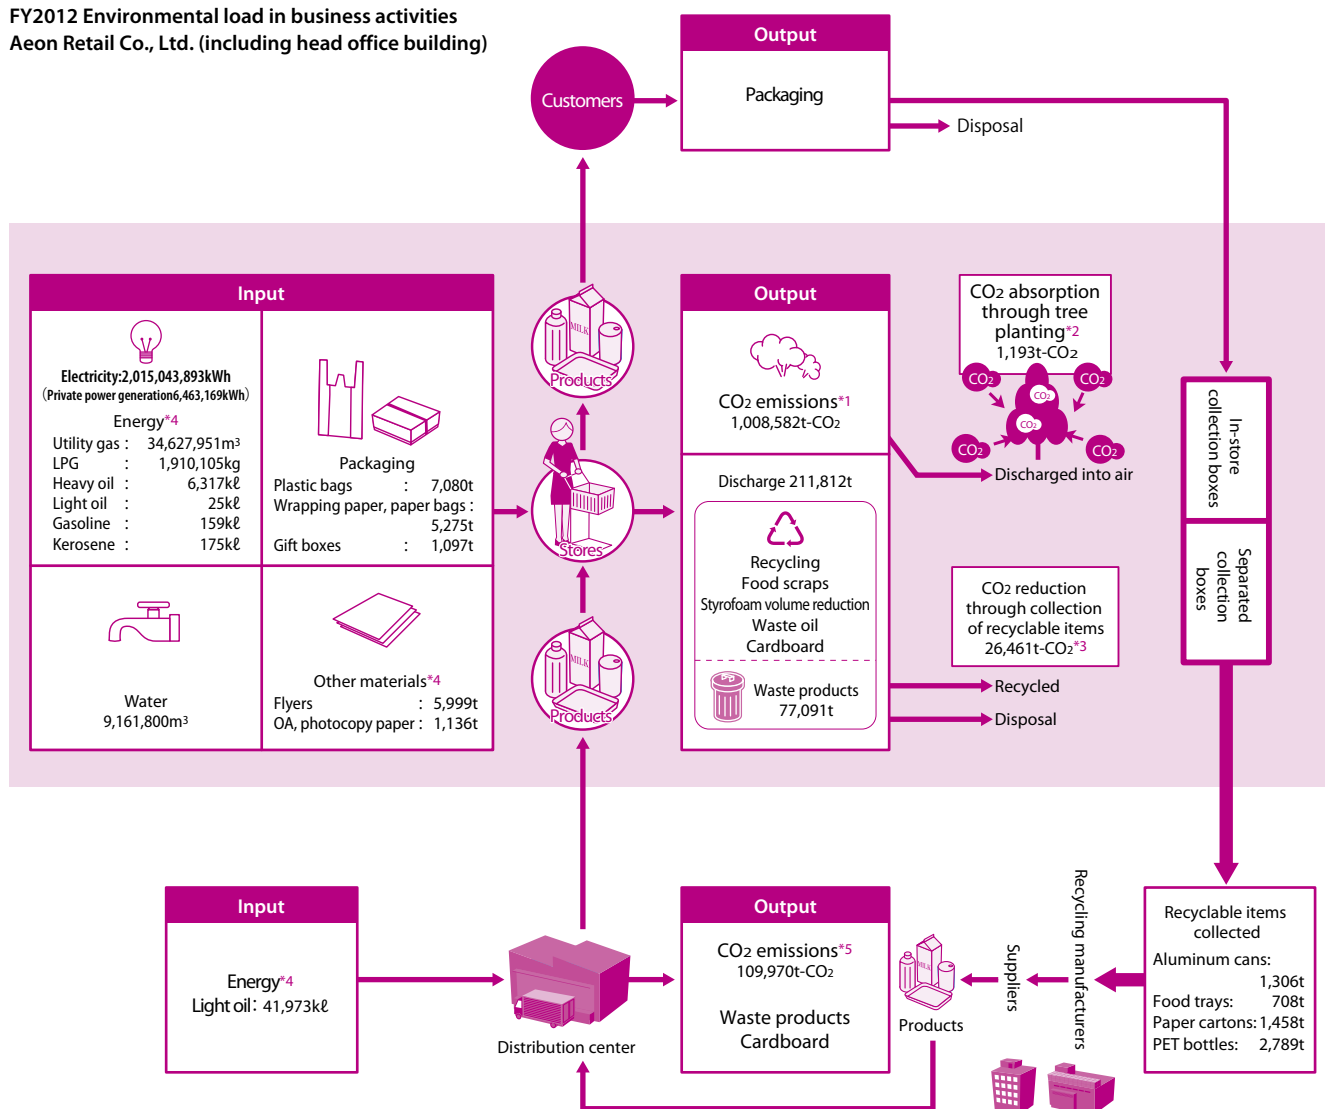 FY2012 Environmental load in business activities
Aeon Retail Co., Ltd. (including head office building)
Customers
Output
Packaging
Disposal
Input
Electricity:2,015,043,893kWh
(Private power generation6,463,169kWh)
Energy*4
Utility gas : 34,627,951m3
LPG : 1,910,105kg
Heavy oil : 6,317kℓ
Light oil : 25kℓ
Gasoline : 159kℓ
Kerosene : 175kℓ
Packaging
Plastic bags : 7,080t
Wrapping paper, paper bags :
5,275t
Gift boxes : 1,097t
Water
9,161,800m3
Other materials*4
Flyers : 5,999t
OA, photocopy paper : 1,136t
MILK
Products
Stores
MILK
Products
Output
CO2 emissions*1
1,008,582t-CO2
Discharge 211,812t
Recycling
Food scraps
Styrofoam volume reduction
Waste oil
Cardboard
Waste products
77,091t
CO2 absorption
through tree
planting*2
1,193t-CO2
CO2
CO2
CO2
CO2
CO2
CO2
Discharged into air
CO2 reduction
through collection
of recyclable items
26,461t-CO2*3
Recycled
Disposal
In-store
collection boxes
Separated
collection
boxes
Input
Energy*4
Light oil: 41,973kℓ
Distribution center
Output
CO2 emissions*5
109,970t-CO2
Waste products
Cardboard
MILK
Products
Suppliers
Recycling manufacturers
Recyclable items
collected
Aluminum cans:
1,306t
Food trays: 708t
Paper cartons: 1,458t
PET bottles: 2,789t